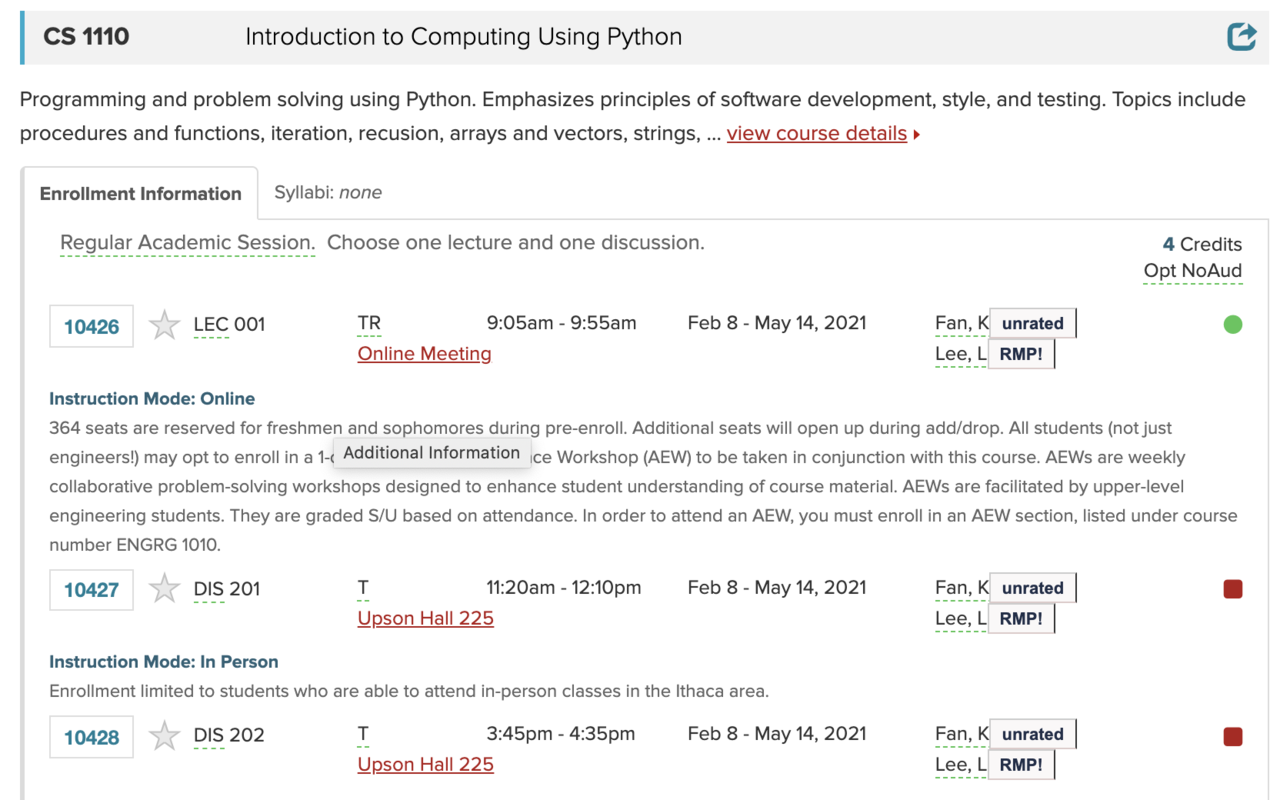 CS 1110 Introduction to Computing Using Python
Programming and problem solving using Python. Emphasizes principles of software development, style, and testing. Topics include
procedures and functions, iteration, recusion, arrays and vectors, strings, ... view course details
Enrollment Information Syllabi: none
Regular Academic Session. Choose one lecture and one discussion. 4 Credits
Opt NoAud
10426 LEC 001 TR 9:05am - 9:55am Feb 8 - May 14, 2021 Fan, K unrated
Online Meeting Lee, L RMP!
Instruction Mode: Online
364 seats are reserved for freshmen and sophomores during pre-enroll. Additional seats will open up during add/drop. All students (not just
engineers!) may opt to enroll in a 1- Additional Information ce Workshop (AEW) to be taken in conjunction with this course. AEWs are weekly
collaborative problem-solving workshops designed to enhance student understanding of course material. AEWs are facilitated by upper-level
engineering students. They are graded S/U based on attendance. In order to attend an AEW, you must enroll in an AEW section, listed under course
number ENGRG 1010.
10427 DIS 201 T 11:20am - 12:10pm Feb 8 - May 14, 2021 Fan, K unrated
Upson Hall 225 Lee, L RMP!
Instruction Mode: In Person
Enrollment limited to students who are able to attend in-person classes in the Ithaca area.
10428 DIS 202 T 3:45pm - 4:35pm Feb 8 - May 14, 2021 Fan, K unrated
Upson Hall 225 Lee, L RMP!